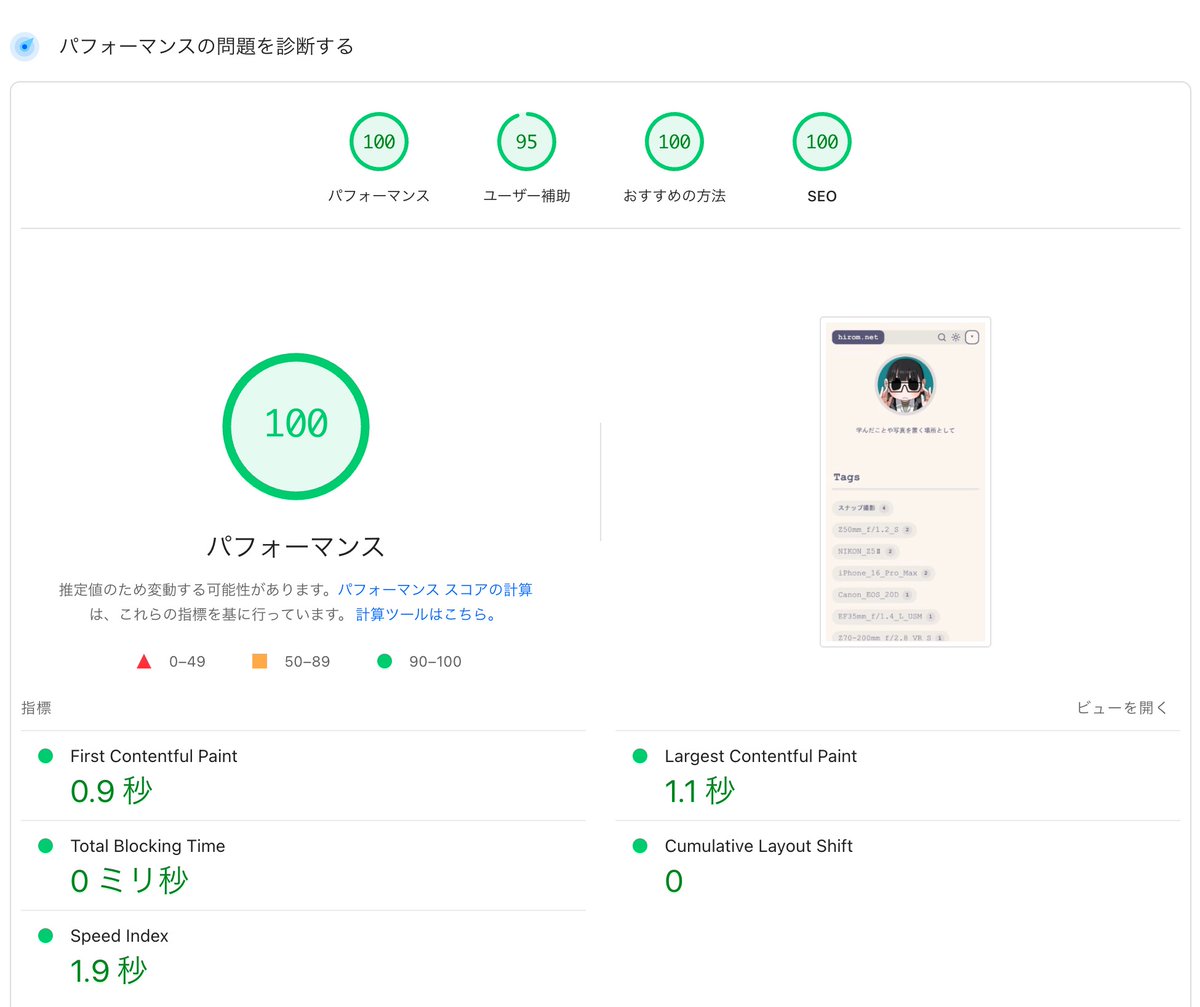 パフォーマンスの問題を診断する
100
95
100
100
パフォーマンス
ユーザー補助
おすすめの方法
SEO
100
パフォーマンス
推定値のため変動する可能性があります。パフォーマンス スコアの計算
は、これらの指標を基に行っています。計算ツールはこちら。
0–49
50–89
90–100
hirom.net
学んだことや写真を置く場所として
Tags
スナップ撮影 4
Z50mm_f/1.2_S 2
NIKON_Z5Ⅱ 2
iPhone_16_Pro_Max 2
Canon_EOS_20D 1
EF35mm_f/1.4_L_USM 1
Z70-200mm_f/2.8_VR_S 1
指標
ビューを開く
First Contentful Paint
0.9 秒
Largest Contentful Paint
1.1 秒
Total Blocking Time
0 ミリ秒
Cumulative Layout Shift
0
Speed Index
1.9 秒